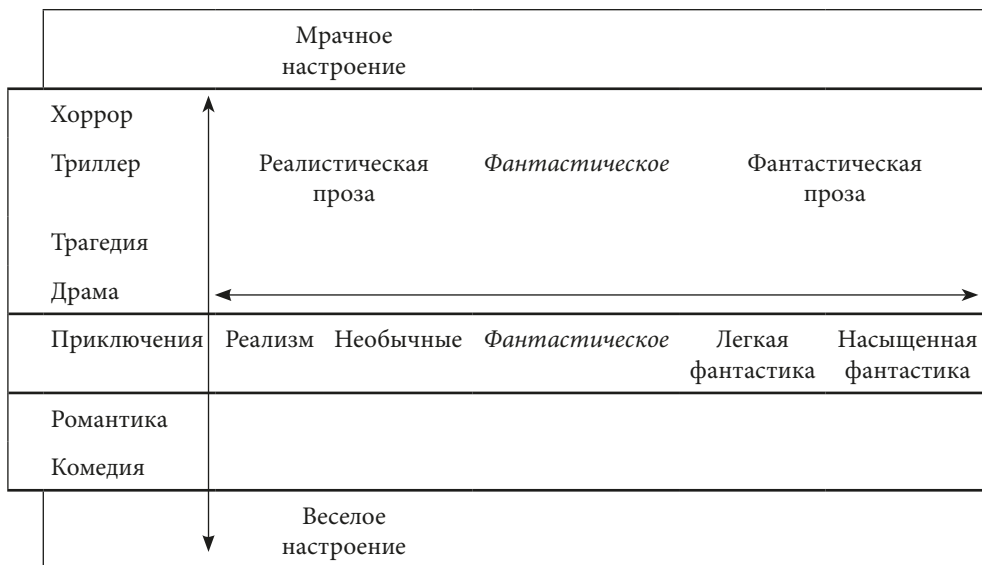 Мрачное
настроение
Хоррор
Триллер Реалистическая Фантастическое Фантастическая
проза проза
Трагедия
Драма
Приключения Реализм Необычные Фантастическое Легкая Насыщенная
фантастика фантастика
Романтика
Комедия
Веселое
настроение